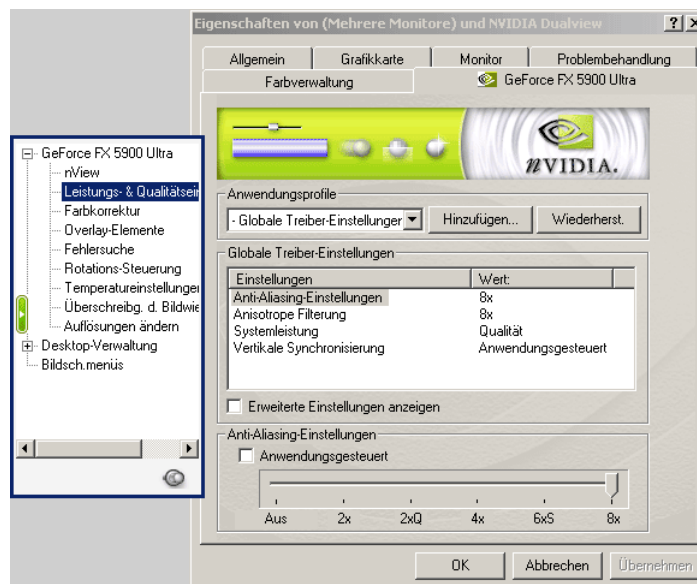 Eigenschaften von (Mehrere Monitore) und NVIDIA Dualview
Allgemein Grafikkarte Monitor Problembehandlung
Farbverwaltung GeForce FX 5900 Ultra
nVIDIA.
GeForce FX 5900 Ultra
nView
Leistungs- & Qualitätsein
Farbkorrektur
Overlay-Elemente
Fehlersuche
Rotations-Steuerung
Temperatureinstellungen
Überschreibg. d. Bildwie
Auflösungen ändern
Desktop-Verwaltung
Bildsch.menüs
Anwendungsprofile
- Globale Treiber-Einstellungen Hinzufügen... Wiederherst.
Globale Treiber-Einstellungen
Einstellungen Wert:
Anti-Aliasing-Einstellungen 8x
Anisotrope Filterung 8x
Systemleistung Qualität
Vertikale Synchronisierung Anwendungsgesteuert
Erweiterte Einstellungen anzeigen
Anti-Aliasing-Einstellungen
Anwendungsgesteuert
Aus 2x 2xQ 4x 6xS 8x
OK Abbrechen Übernehmen